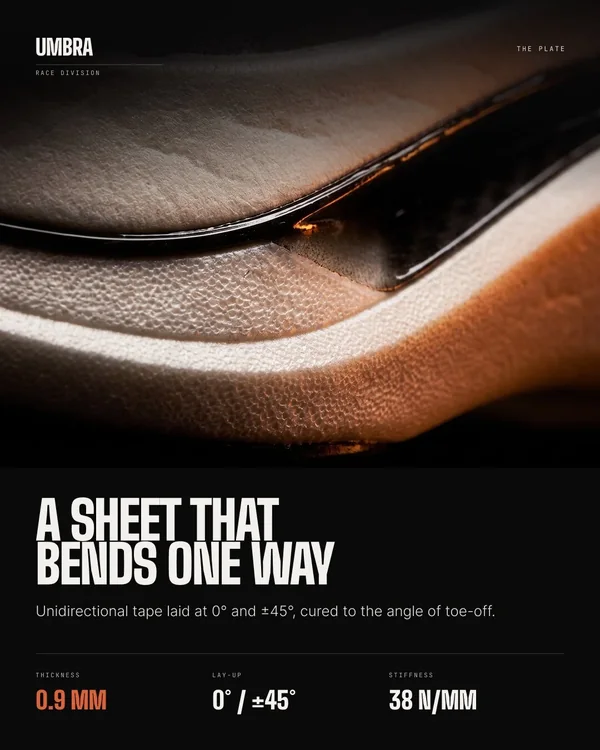 UMBRA
RACE DIVISION
THE PLATE
A SHEET THAT
BENDS ONE WAY
Unidirectional tape laid at 0° and ±45°, cured to the angle of toe-off.
THICKNESS
0.9 MM
LAY-UP
0° / ±45°
STIFFNESS
38 N/MM